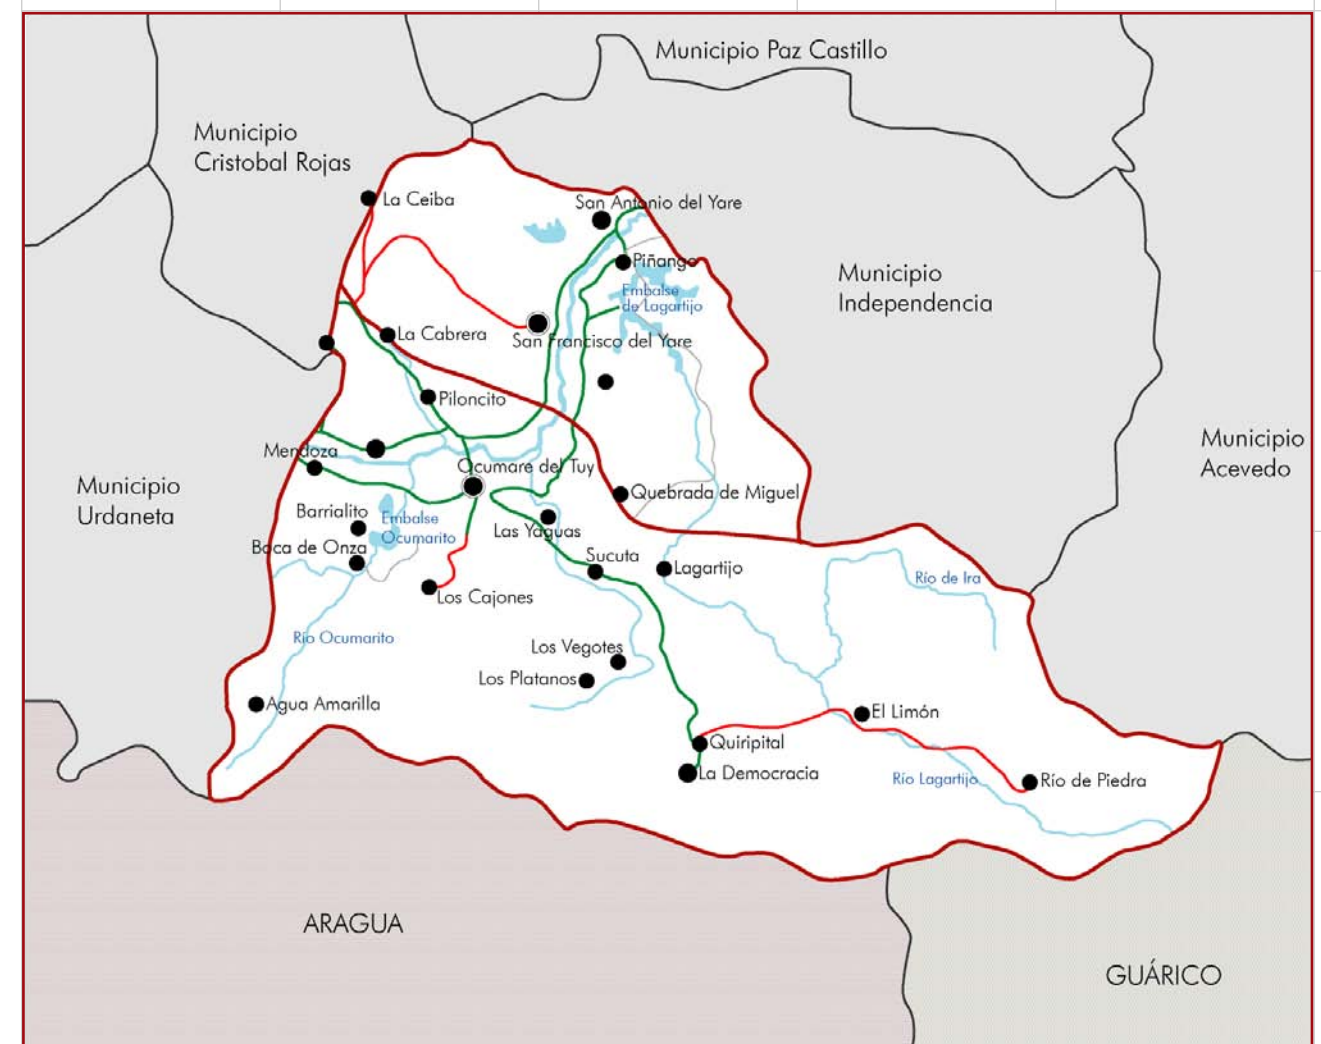 Municipio Paz Castillo
Municipio
Cristobal Rojas
La Ceiba
San Antonio del Yare
Piñango
Municipio
Independencia
Embalse
de Lagartijo
La Cabrera
San Francisco del Yare
Piloncito
Mendoza
Ocumare del Tuy
Municipio
Acevedo
Municipio
Urdaneta
Quebrada de Miguel
Barrialito
Embalse
Ocumarito
Las Yaguas
Boca de Onza
Sucuta
Lagartijo
Río de Ira
Los Cajones
Río Ocumarito
Los Vegotes
Los Platanos
Agua Amarilla
El Limón
Quiripital
La Democracia
Río Lagartijo
Río de Piedra
ARAGUA
GUÁRICO